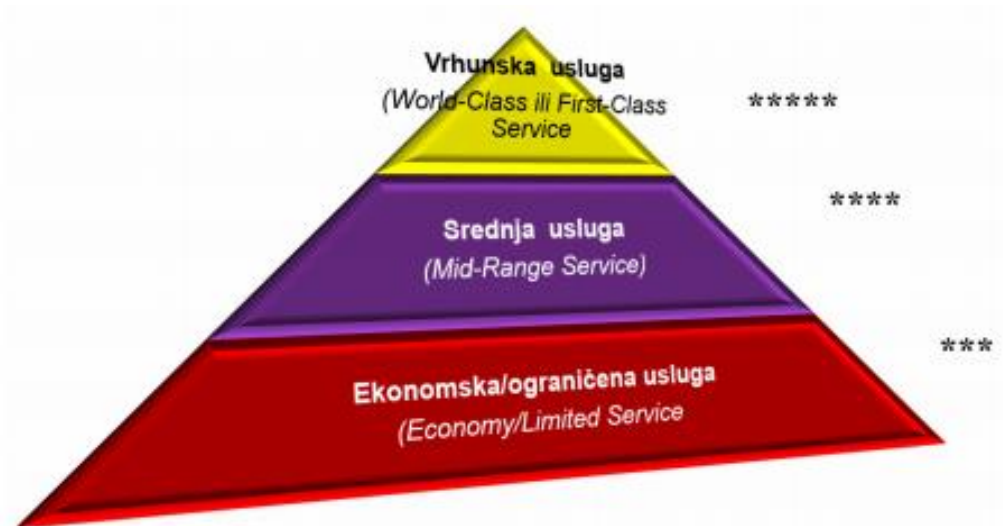 Vrhunska usluga
(World-Class ili First-Class
Service
*****
****
Srednja usluga
(Mid-Range Service)
***
Ekonomska/ograničena usluga
(Economy/Limited Service